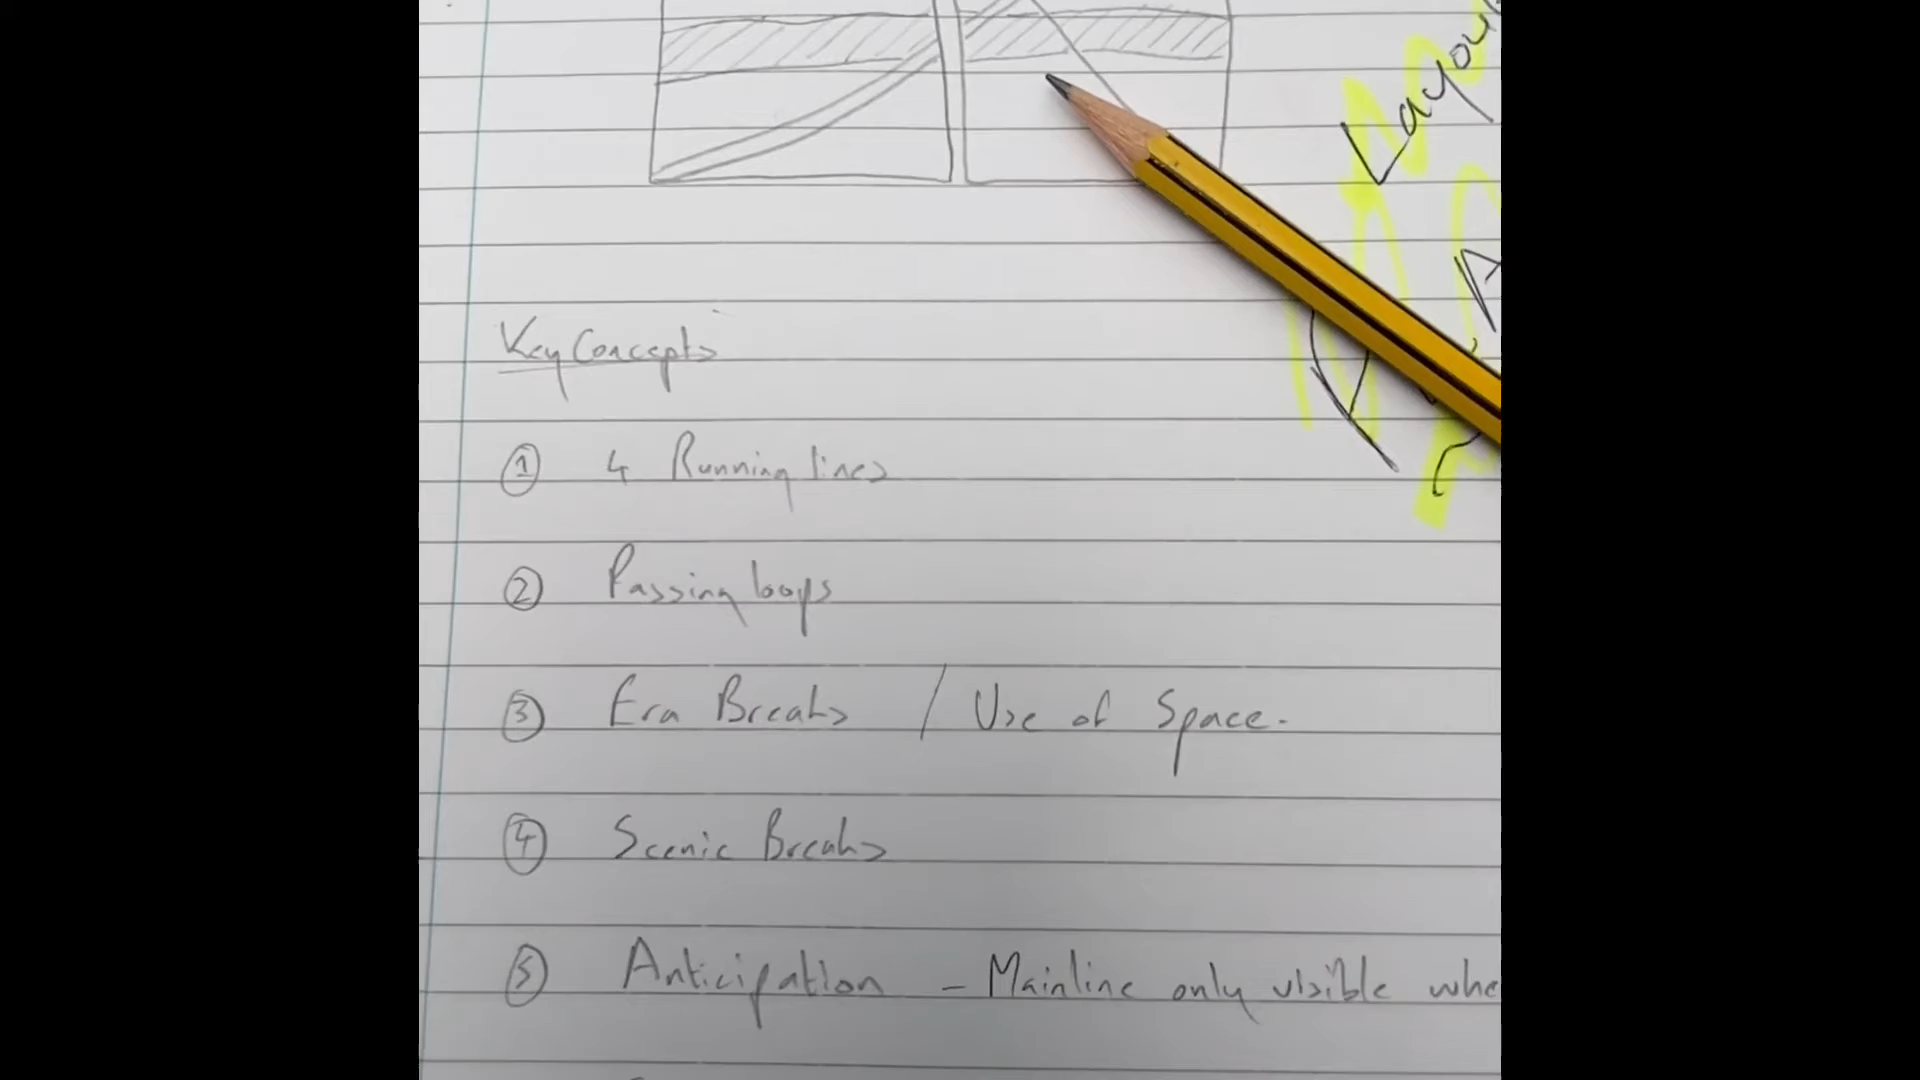 Layou
Key Concepts
① 4 Running lines
② Passing loops
③ Era Breaks / Use of Space.
④ Scenic Breaks
⑤ Anticipation - Mainline only visible whe